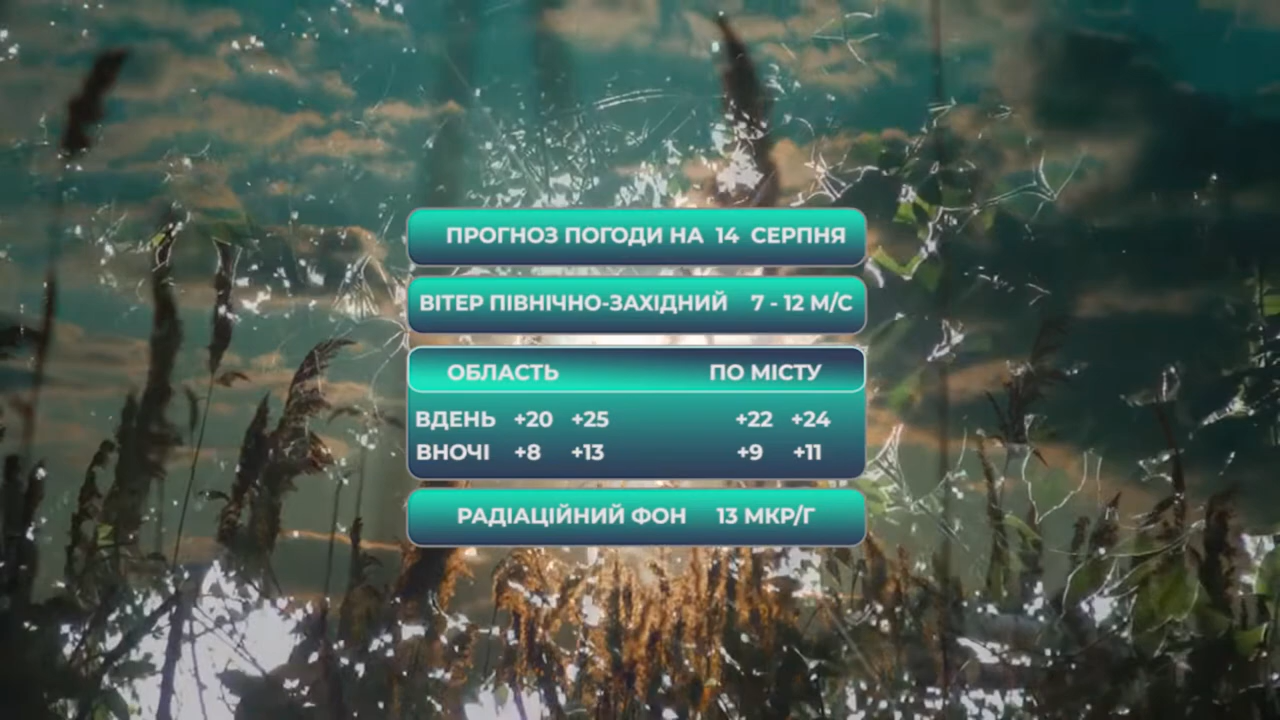 ПРОГНОЗ ПОГОДИ НА 14 СЕРПНЯ
ВІТЕР ПІВНІЧНО-ЗАХІДНИЙ 7 - 12 М/С
ОБЛАСТЬ ПО МІСТУ
ВДЕНЬ +20 +25 +22 +24
ВНОЧІ +8 +13 +9 +11
РАДІАЦІЙНИЙ ФОН 13 МКР/Г